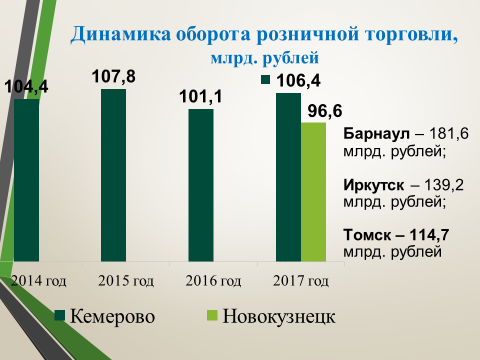 Динамика оборота розничной торговли,
млрд. рублей
104,4
107,8
101,1
106,4
96,6
Барнаул – 181,6
млрд. рублей;
Иркутск – 139,2
млрд. рублей;
Томск – 114,7
млрд. рублей
2014 год
2015 год
2016 год
2017 год
Кемерово
Новокузнецк